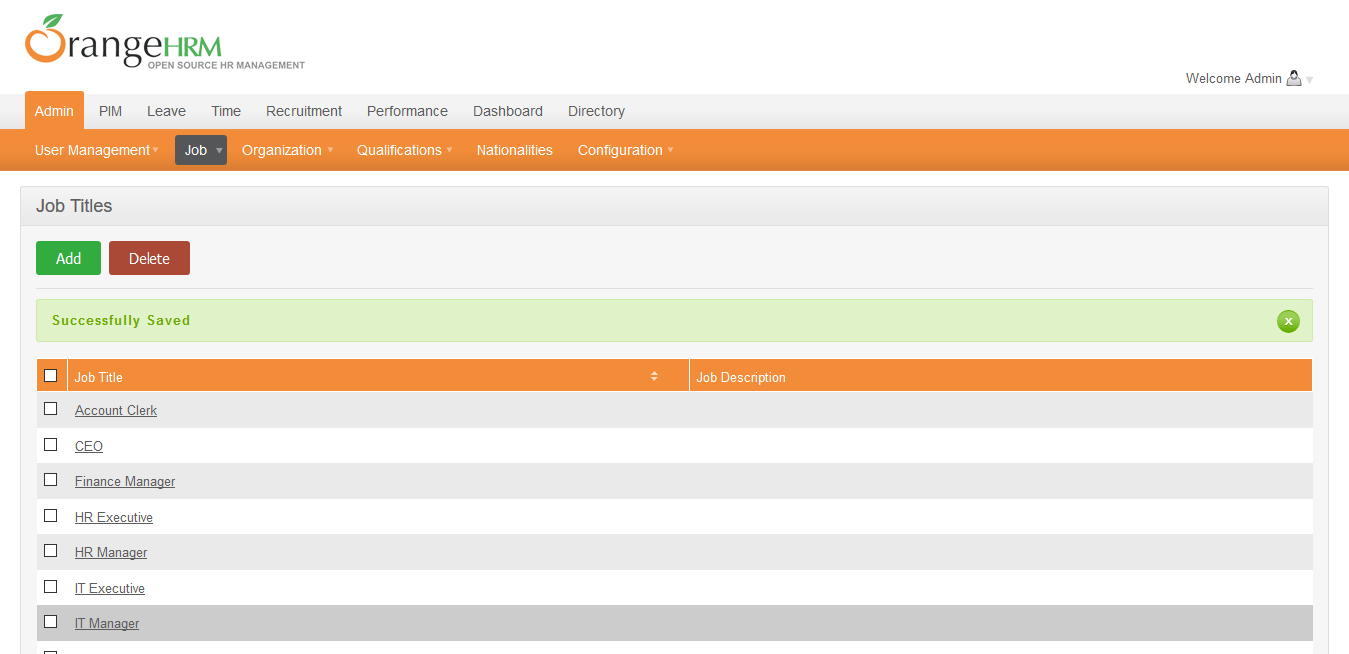 OrangeHRM
OPEN SOURCE HR MANAGEMENT
Welcome Admin
Admin PIM Leave Time Recruitment Performance Dashboard Directory
User Management Job Organization Qualifications Nationalities Configuration
Job Titles
Add Delete
Successfully Saved x
Job Title Job Description
Account Clerk
CEO
Finance Manager
HR Executive
HR Manager
IT Executive
IT Manager